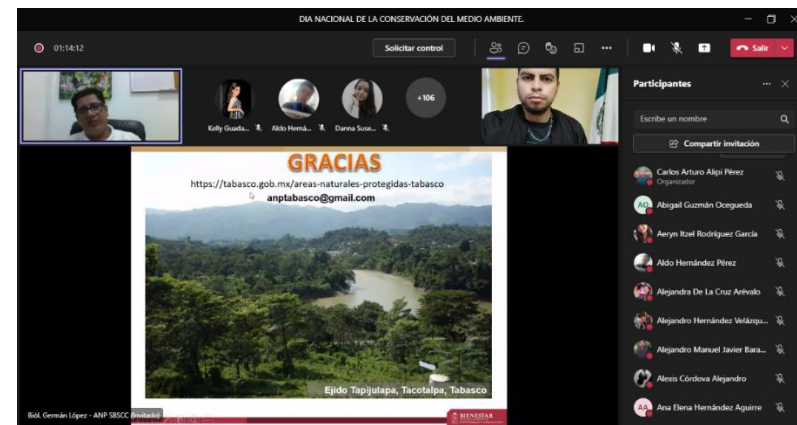 DIA NACIONAL DE LA CONSERVACIÓN DEL MEDIO AMBIENTE.
01:14:12
Solicitar control
Salir
Kelly Guada...
Aldo Herná...
Danna Suse...
+106
Participantes
Escribe un nombre
Compartir invitación
Carlos Arturo Alipi Pérez
Organizador
AO
Abigail Guzmán Ocegueda
Aeryn Itzel Rodríguez García
Aldo Hernández Pérez
Alejandra De La Cruz Arévalo
Alejandro Hernández Velázqu...
Alejandro Manuel Javier Bara...
Alexis Córdova Alejandro
AA
Ana Elena Hernández Aguirre
GRACIAS
https://tabasco.gob.mx/areas-naturales-protegidas-tabasco
anptabasco@gmail.com
Ejido Tapijulapa, Tacotalpa, Tabasco
Biól. Germán López - ANP SBSCC (Invitado)
BIENESTAR